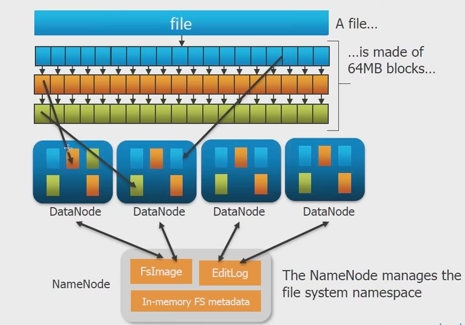 file
A file...
...is made of
64MB blocks...
DataNode
DataNode
DataNode
DataNode
NameNode
FsImage
EditLog
In-memory FS metadata
The NameNode manages the
file system namespace